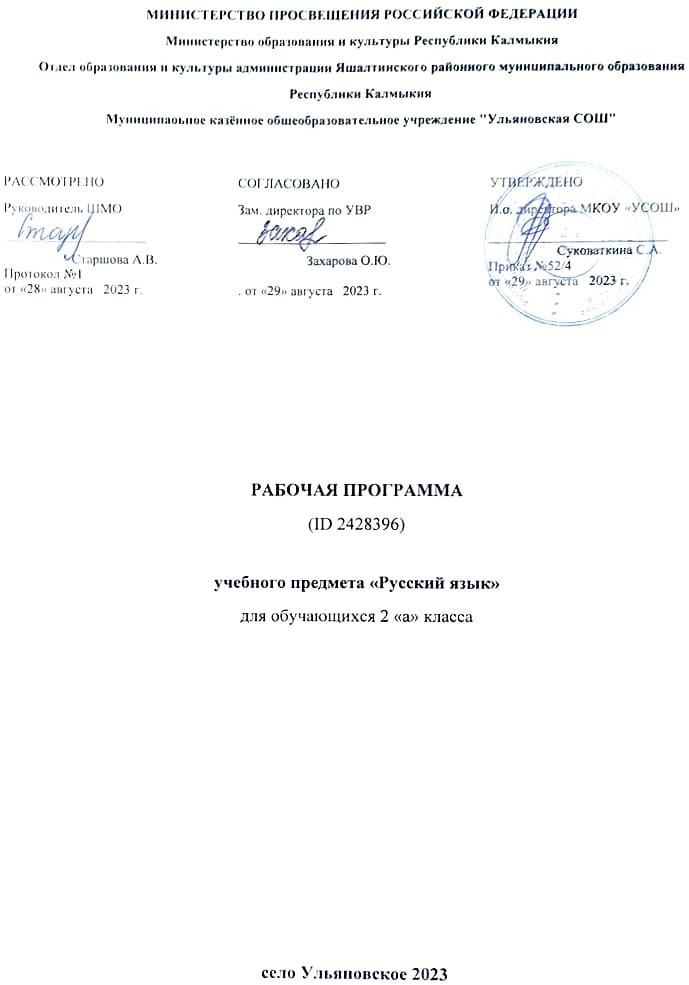 МИНИСТЕРСТВО ПРОСВЕЩЕНИЯ РОССИЙСКОЙ ФЕДЕРАЦИИ
Министерство образования и культуры Республики Калмыкия
Отдел образования и культуры администрации Яшалтинского районного муниципального образования
Республики Калмыкия
Муниципаоьное казённое общеобразовательное учреждение "Ульяновская СОШ"
РАССМОТРЕНО
Руководитель ШМО
Старшова А.В.
Протокол №1
от «28» августа 2023 г.
СОГЛАСОВАНО
Зам. директора по УВР
Захарова О.Ю.
. от «29» августа 2023 г.
УТВЕРЖДЕНО
И.о. директора МКОУ «УСОШ»
Суковаткина С.А.
Приказ №52/4
от «29» августа 2023 г.
РАБОЧАЯ ПРОГРАММА
(ID 2428396)
учебного предмета «Русский язык»
для обучающихся 2 «а» класса
село Ульяновское 2023